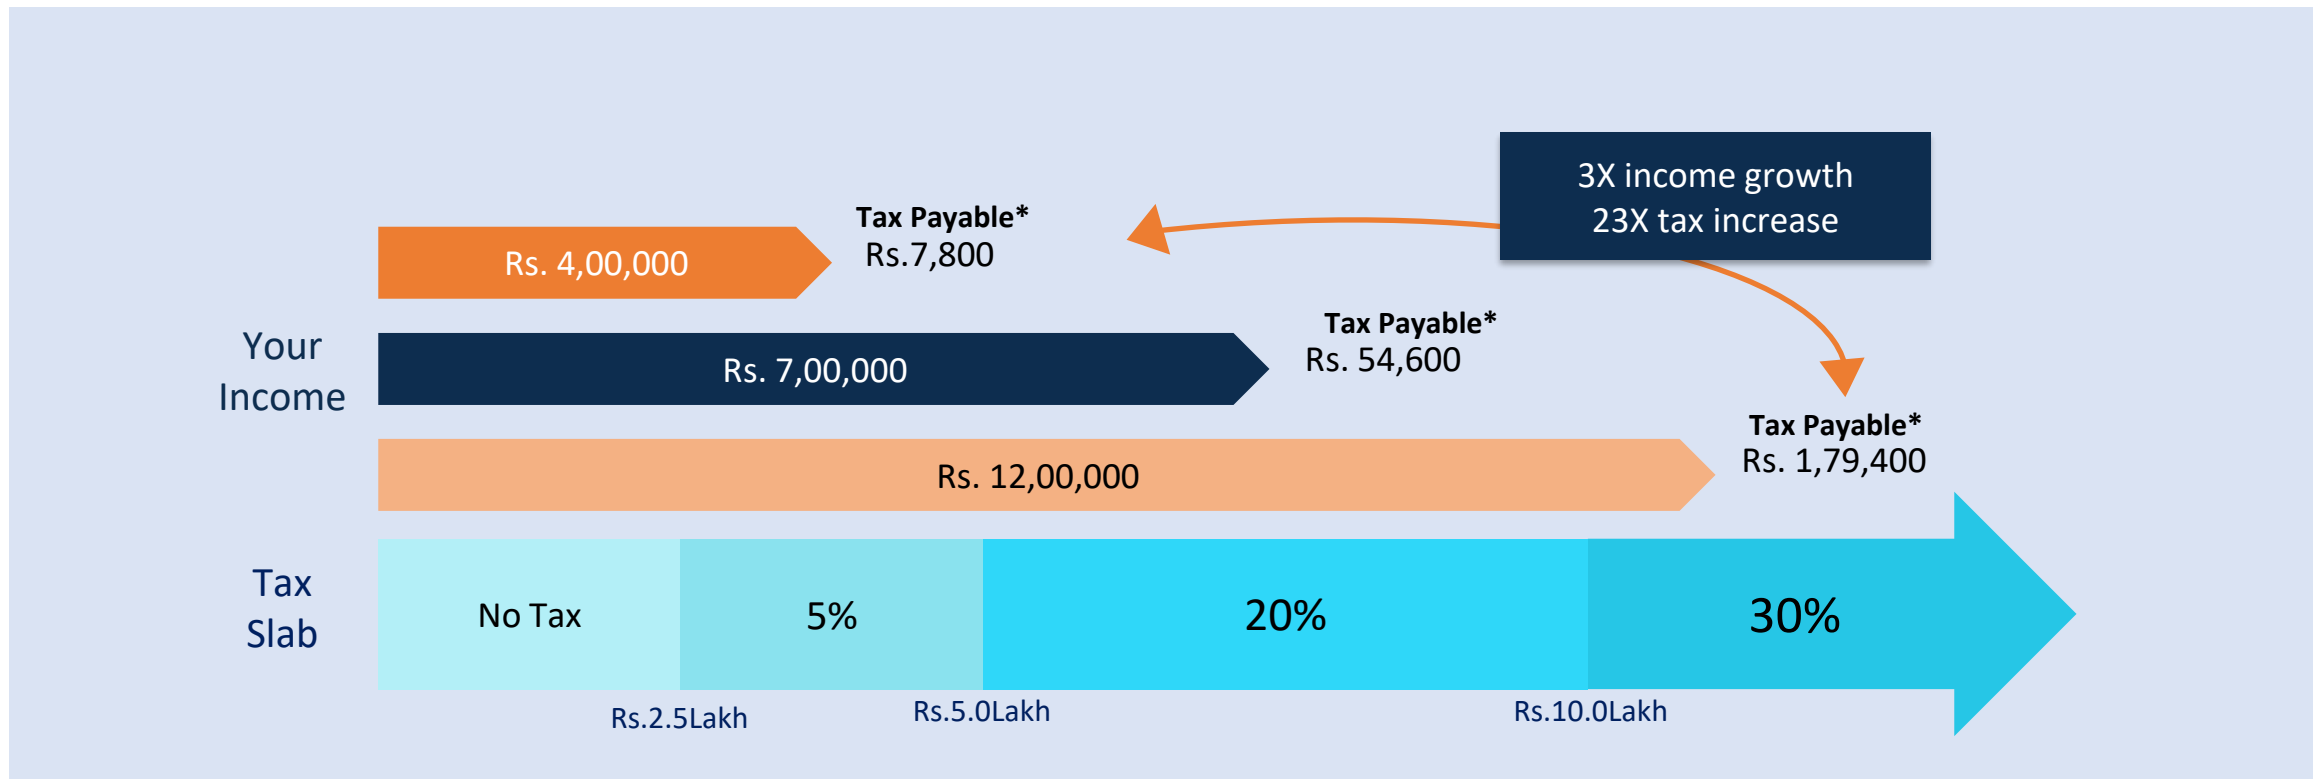 3X income growth
23X tax increase
Tax Payable*
Rs.7,800
Rs. 4,00,000
Tax Payable*
Rs. 54,600
Your
Income
Rs. 7,00,000
Tax Payable*
Rs. 1,79,400
Rs. 12,00,000
Tax
Slab
No Tax
5%
20%
30%
Rs.2.5Lakh
Rs.5.0Lakh
Rs.10.0Lakh